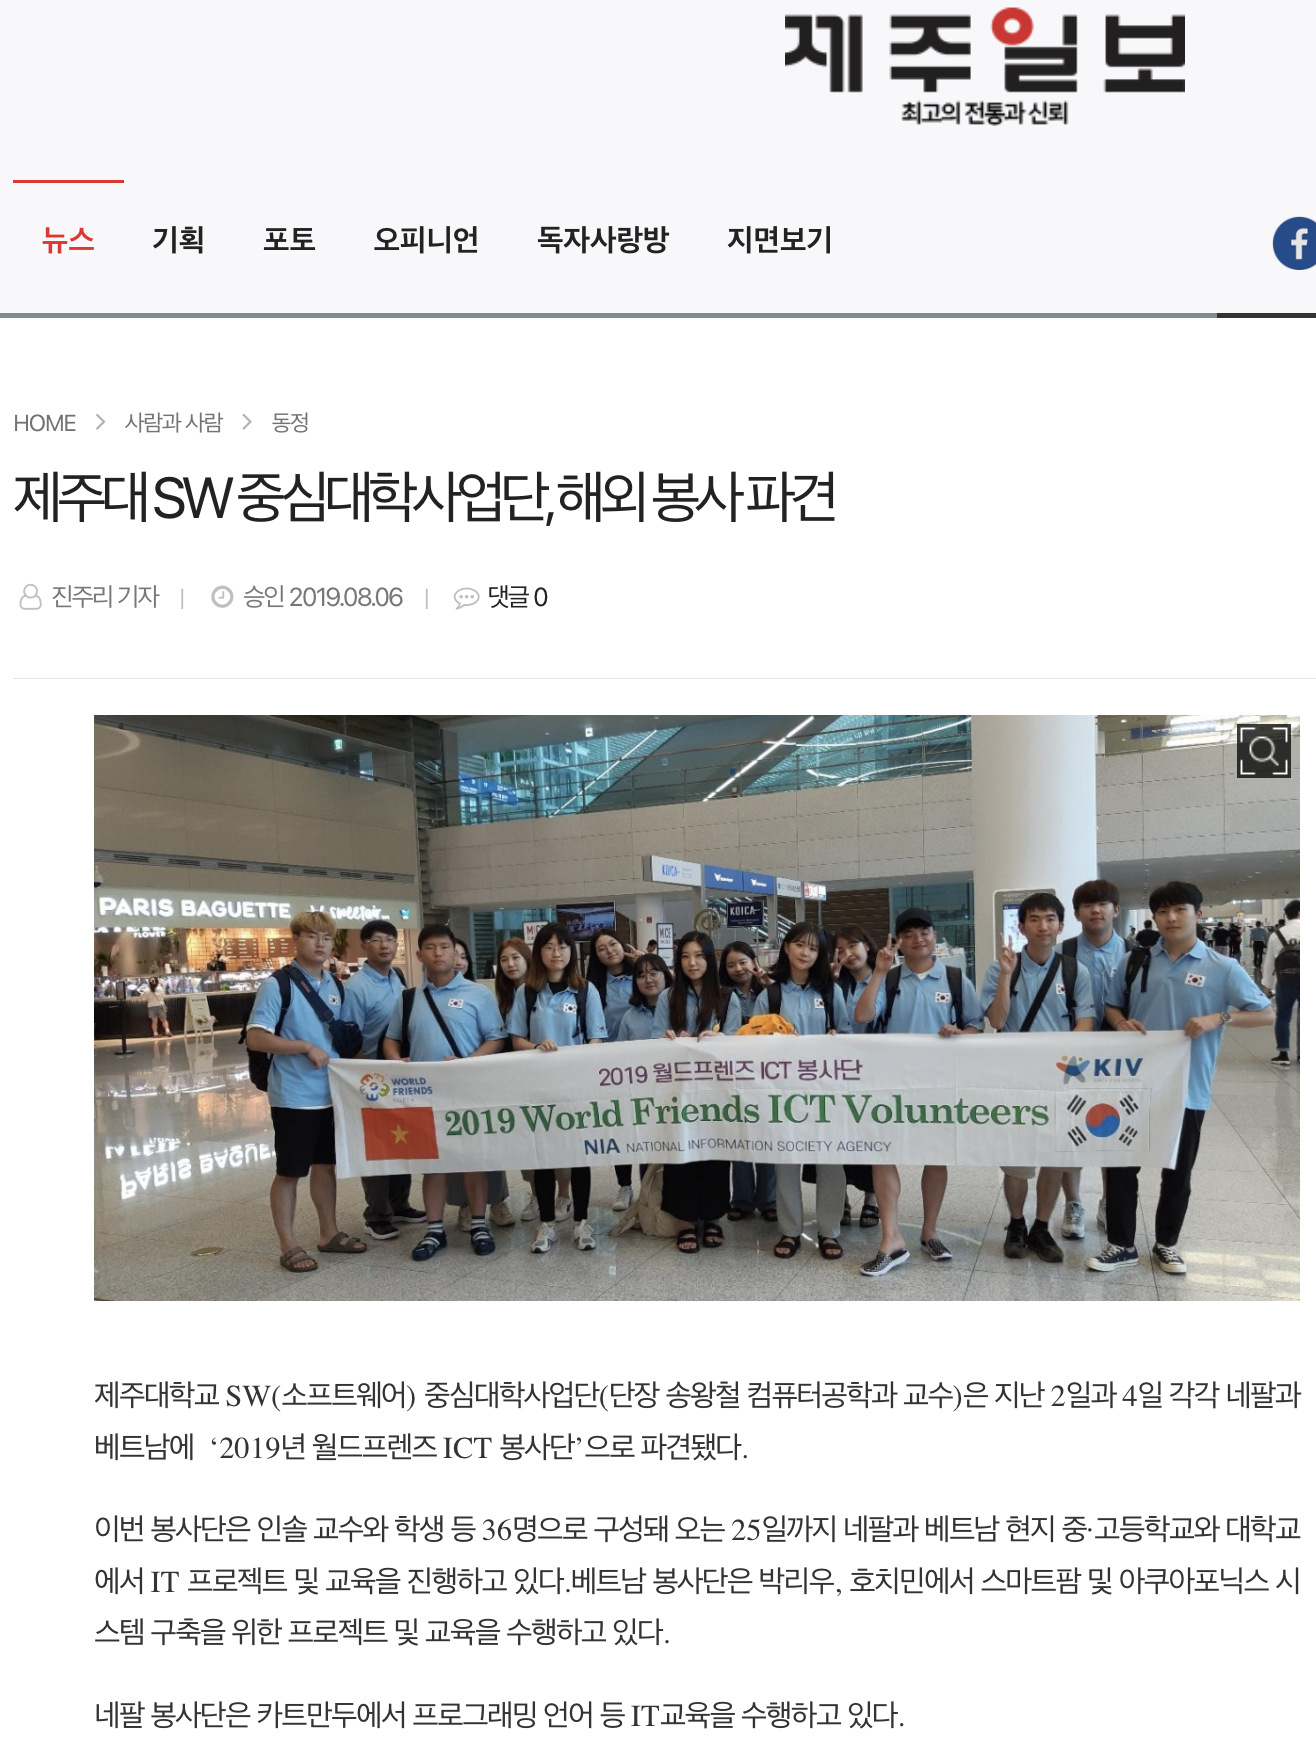 제주일보
최고의 전통과 신뢰
뉴스 기획 포토 오피니언 독자사랑방 지면보기
f
HOME > 사람과 사람 > 동정
제주대 SW 중심대학사업단, 해외 봉사 파견
진주리 기자 | 승인 2019.08.06 | 댓글 0
KOICA
PARIS BAGUETTE
KOICA
MICE
MICE
2019 월드프렌즈 ICT 봉사단
WORLD FRIENDS
KIV
2019 World Friends ICT Volunteers
NIA NATIONAL INFORMATION SOCIETY AGENCY
제주대학교 SW(소프트웨어) 중심대학사업단(단장 송왕철 컴퓨터공학과 교수)은 지난 2일과 4일 각각 네팔과
베트남에 ‘2019년 월드프렌즈 ICT 봉사단’으로 파견됐다.
이번 봉사단은 인솔 교수와 학생 등 36명으로 구성돼 오는 25일까지 네팔과 베트남 현지 중·고등학교와 대학교
에서 IT 프로젝트 및 교육을 진행하고 있다.베트남 봉사단은 박리우, 호치민에서 스마트팜 및 아쿠아포닉스 시
스템 구축을 위한 프로젝트 및 교육을 수행하고 있다.
네팔 봉사단은 카트만두에서 프로그래밍 언어 등 IT교육을 수행하고 있다.